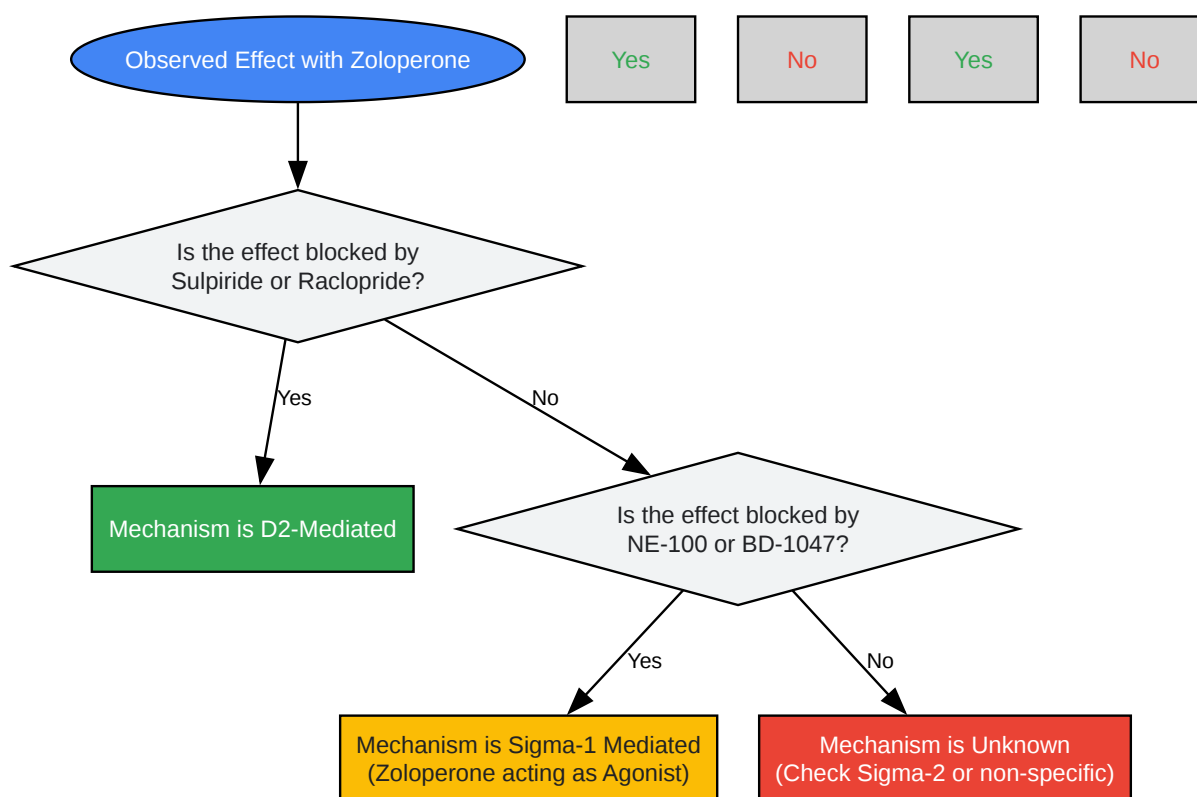 Observed Effect with Zoloperone
Yes
No
Yes
No
Is the effect blocked by
Sulpiride or Raclopride?
Yes
No
Mechanism is D2-Mediated
Is the effect blocked by
NE-100 or BD-1047?
Yes
No
Mechanism is Sigma-1 Mediated
(Zoloperone acting as Agonist)
Mechanism is Unknown
(Check Sigma-2 or non-specific)